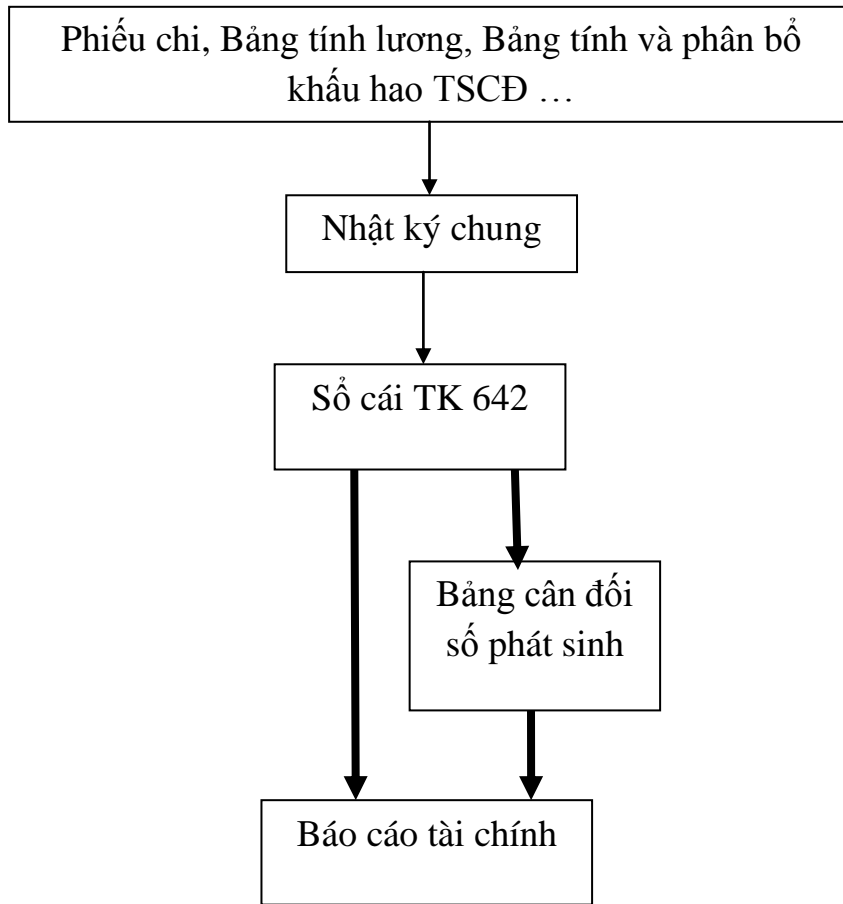 Phiếu chi, Bảng tính lương, Bảng tính và phân bổ
khấu hao TSCĐ …
Nhật ký chung
Sổ cái TK 642
Bảng cân đối
số phát sinh
Báo cáo tài chính